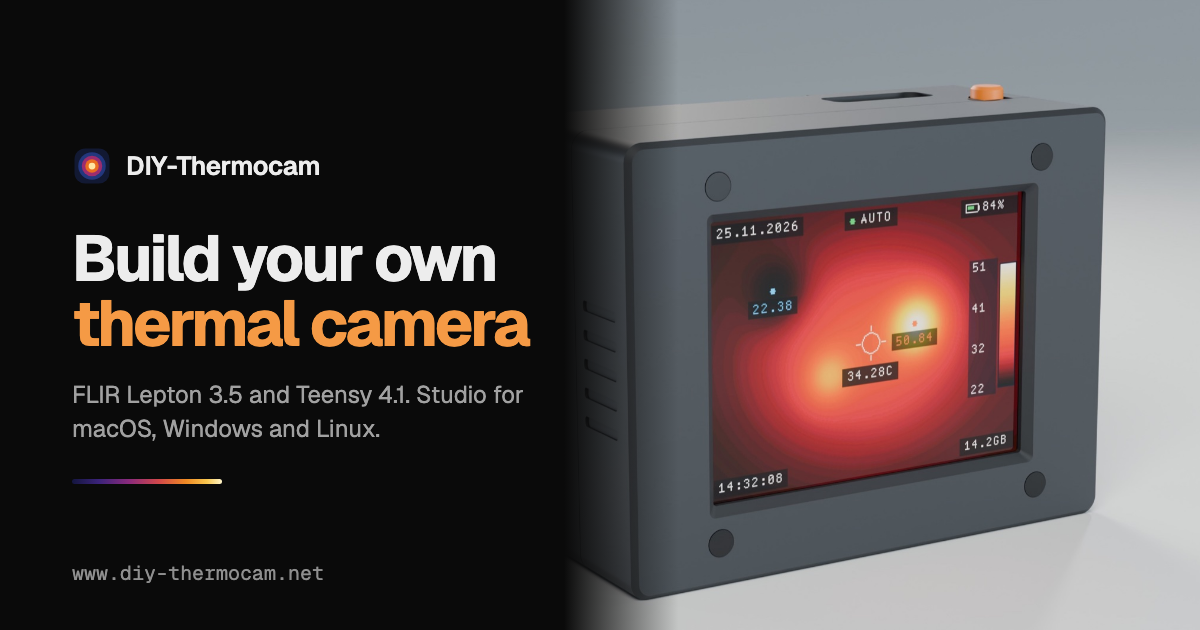 DIY-Thermocam
Build your own
thermal camera
FLIR Lepton 3.5 and Teensy 4.1. Studio for
macOS, Windows and Linux.
www.diy-thermocam.net
25.11.2026
AUTO
84%
22.38
51
41
32
22
50.84
34.28C
14.2GB
14:32:08